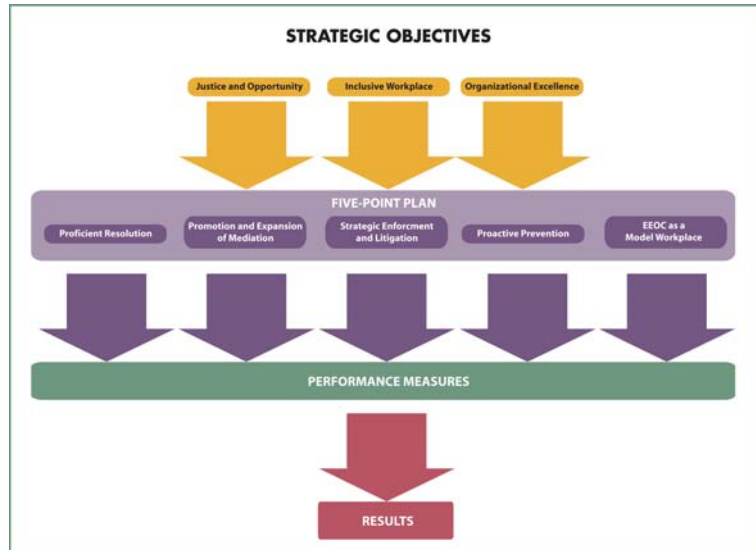 STRATEGIC OBJECTIVES
Justice and Opportunity
Inclusive Workplace
Organizational Excellence
FIVE-POINT PLAN
Proficient Resolution
Promotion and Expansion
of Mediation
Strategic Enforcment
and Litigation
Proactive Prevention
EEOC as a
Model Workplace
PERFORMANCE MEASURES
RESULTS